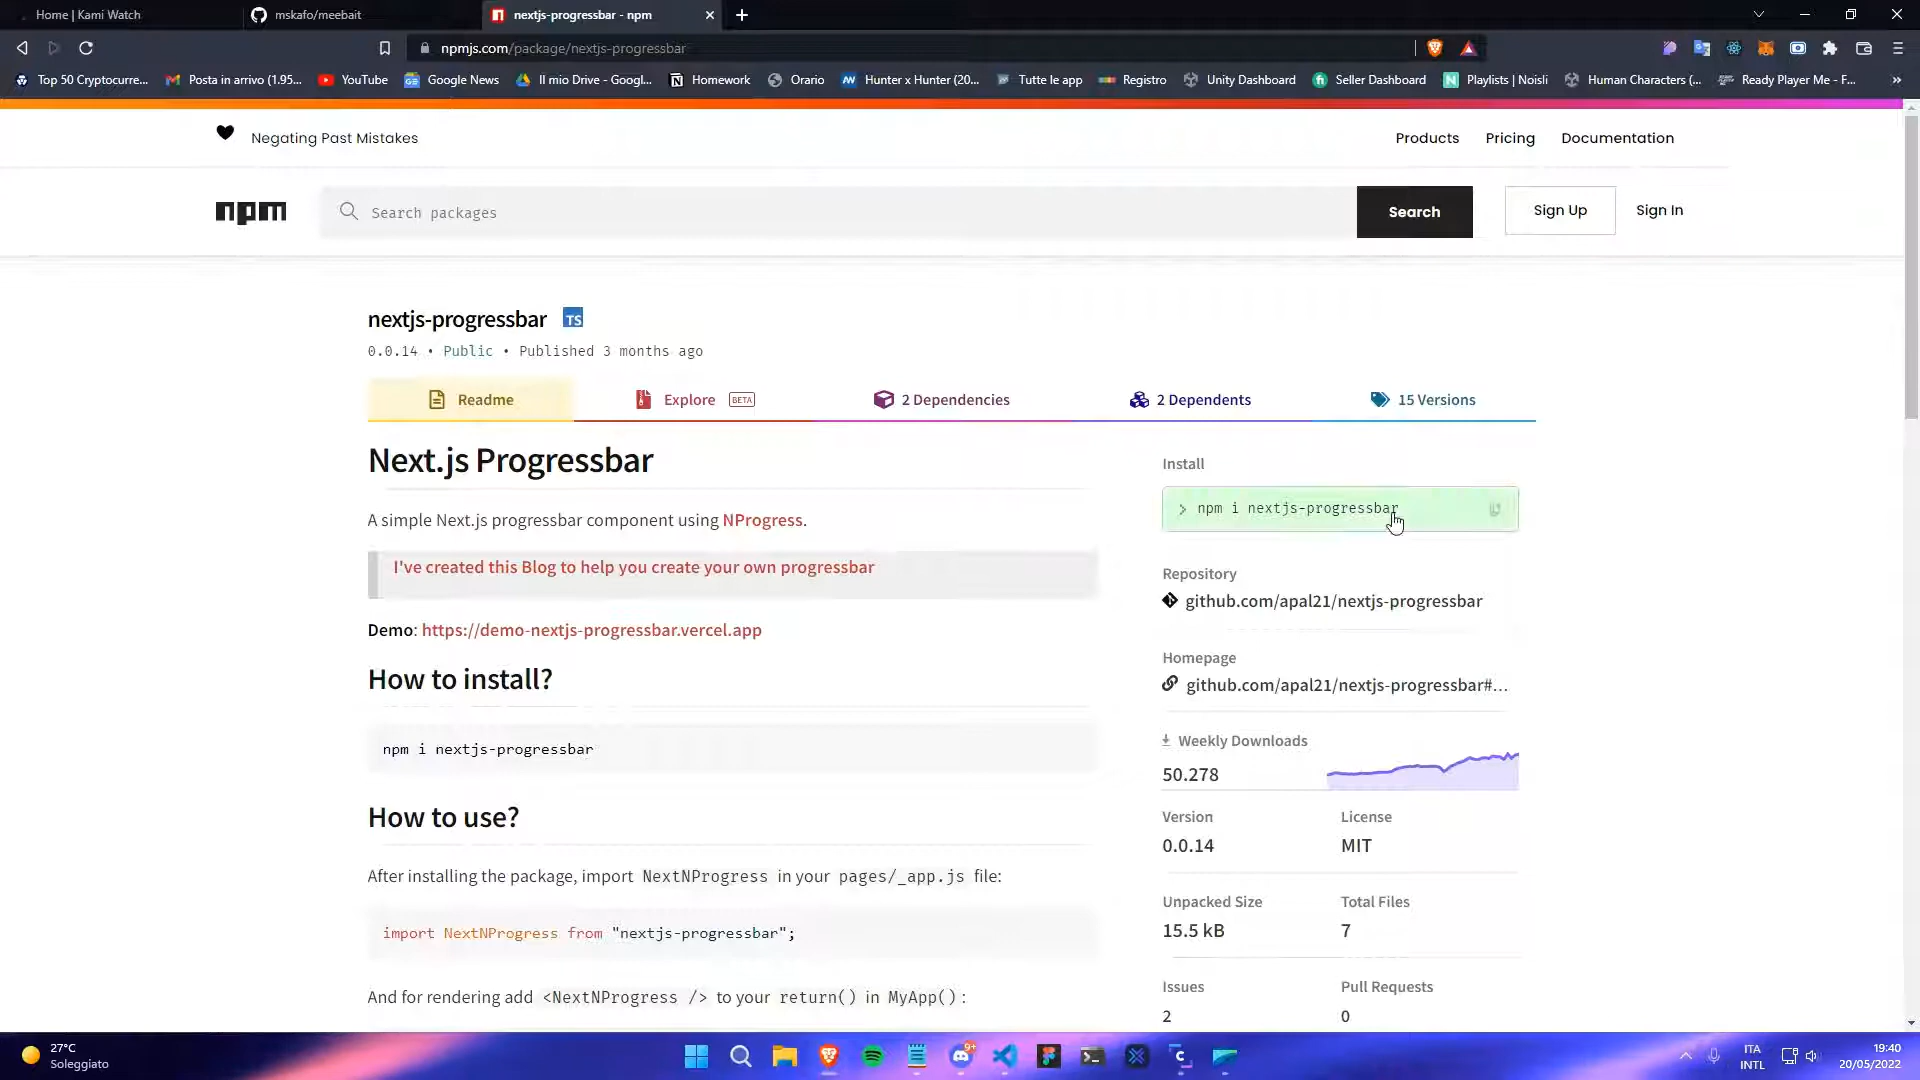 Home | Kami Watch
mskafo/meebait
nextjs-progressbar - npm
npmjs.com/package/nextjs-progressbar
Top 50 Cryptocurre...
Posta in arrivo (1.95...
YouTube
Google News
Il mio Drive - Googl...
Homework
Orario
Hunter x Hunter (20...
Tutte le app
Registro
Unity Dashboard
Seller Dashboard
Playlists | Noisli
Human Characters (...
Ready Player Me - F...
Negating Past Mistakes
Products
Pricing
Documentation
npm
Search packages
Search
Sign Up
Sign In
nextjs-progressbar
TS
0.0.14 • Public • Published 3 months ago
Readme
Explore BETA
2 Dependencies
2 Dependents
15 Versions
Next.js Progressbar
A simple Next.js progressbar component using NProgress.
I've created this Blog to help you create your own progressbar
Demo: https://demo-nextjs-progressbar.vercel.app
How to install?
npm i nextjs-progressbar
How to use?
After installing the package, import NextNProgress in your pages/_app.js file:
import NextNProgress from "nextjs-progressbar";
And for rendering add <NextNProgress /> to your return() in MyApp():
Install
> npm i nextjs-progressbar
Repository
github.com/apal21/nextjs-progressbar
Homepage
github.com/apal21/nextjs-progressbar#...
Weekly Downloads
50.278
Version
License
0.0.14
MIT
Unpacked Size
Total Files
15.5 kB
7
Issues
Pull Requests
2
0
27°C
Soleggiato
9+
ITA
INTL
19:40
20/05/2022